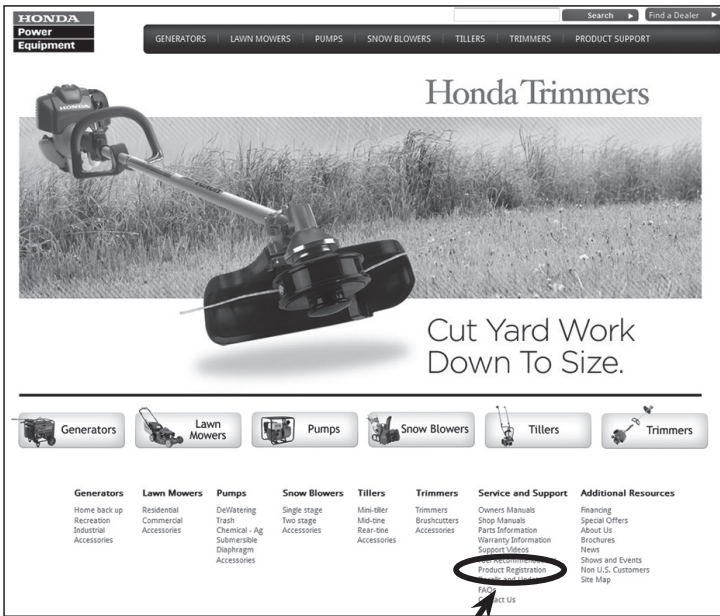 HONDA
Power
Equipment
Search
Find a Dealer
GENERATORS LAWN MOWERS PUMPS SNOW BLOWERS TILLERS TRIMMERS PRODUCT SUPPORT
Honda Trimmers
HONDA
Cut Yard Work
Down To Size.
Generators
Lawn
Mowers
Pumps
Snow Blowers
Tillers
Trimmers
Generators
Home back up
Recreation
Industrial
Accessories
Lawn Mowers
Residential
Commercial
Accessories
Pumps
DeWatering
Trash
Chemical - Ag
Submersible
Diaphragm
Accessories
Snow Blowers
Single stage
Two stage
Accessories
Tillers
Mini-tiller
Mid-tine
Rear-tine
Accessories
Trimmers
Trimmers
Brushcutters
Accessories
Service and Support
Owners Manuals
Shop Manuals
Parts Information
Warranty Information
Support Videos
Product Registration
FAQs
Us
Additional Resources
Financing
Special Offers
About Us
Brochures
News
Shows and Events
Non U.S. Customers
Site Map